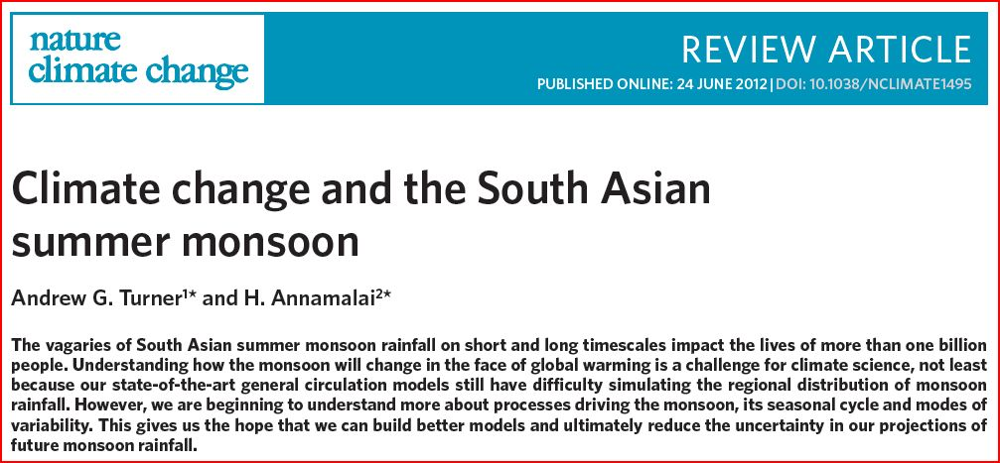 nature
climate change
REVIEW ARTICLE
PUBLISHED ONLINE: 24 JUNE 2012 | DOI: 10.1038/NCLIMATE1495
Climate change and the South Asian
summer monsoon
Andrew G. Turner¹* and H. Annamalai²*
The vagaries of South Asian summer monsoon rainfall on short and long timescales impact the lives of more than one billion
people. Understanding how the monsoon will change in the face of global warming is a challenge for climate science, not least
because our state-of-the-art general circulation models still have difficulty simulating the regional distribution of monsoon
rainfall. However, we are beginning to understand more about processes driving the monsoon, its seasonal cycle and modes of
variability. This gives us the hope that we can build better models and ultimately reduce the uncertainty in our projections of
future monsoon rainfall.